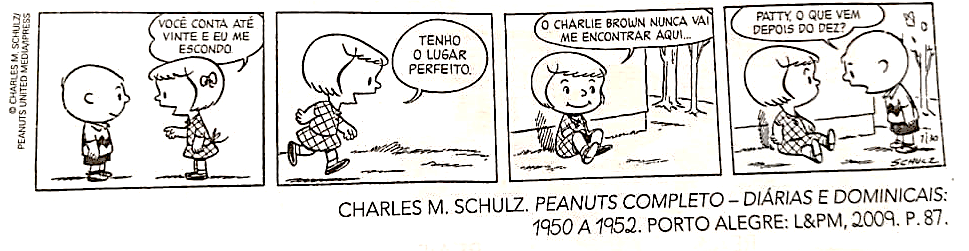 © CHARLES M. SCHULZ/
PEANUTS UNITED MEDIA/IPRESS
VOCÊ CONTA ATÉ
VINTE E EU ME
ESCONDO.
TENHO
O LUGAR
PERFEITO.
O CHARLIE BROWN NUNCA VAI
ME ENCONTRAR AQUI...
PATTY, O QUE VEM
DEPOIS DO DEZ?
7/30
SCHULZ
CHARLES M. SCHULZ. PEANUTS COMPLETO – DIÁRIAS E DOMINICAIS:
1950 A 1952. PORTO ALEGRE: L&PM, 2009. P. 87.